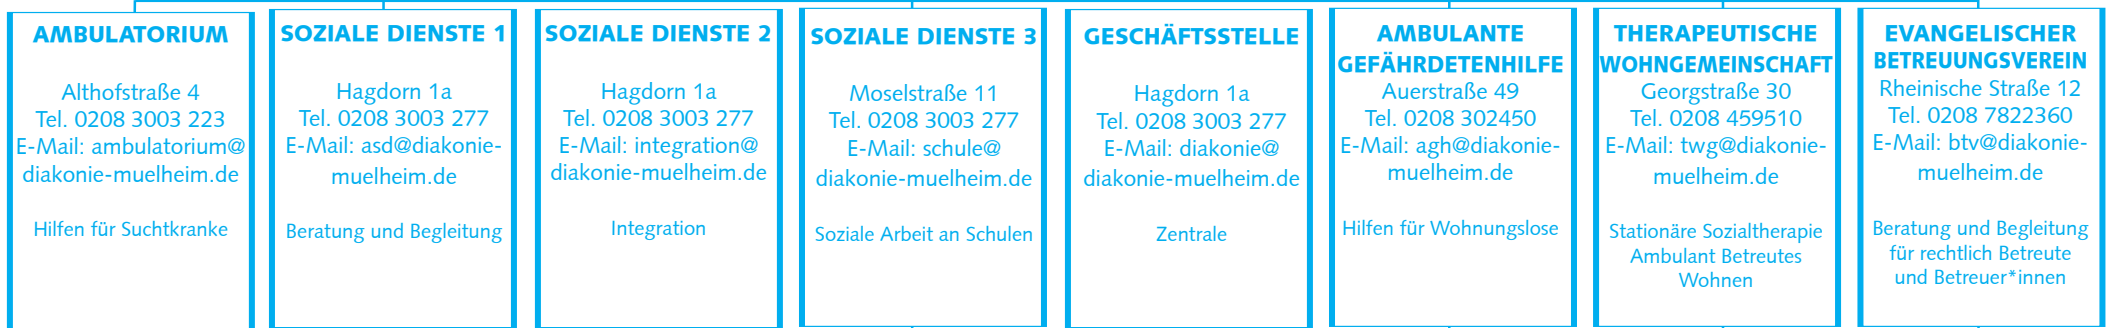 AMBULATORIUM
Althofstraße 4
Tel. 0208 3003 223
E-Mail: ambulatorium@
diakonie-muelheim.de
Hilfen für Suchtkranke
SOZIALE DIENSTE 1
Hagdorn 1a
Tel. 0208 3003 277
E-Mail: asd@diakonie-
muelheim.de
Beratung und Begleitung
SOZIALE DIENSTE 2
Hagdorn 1a
Tel. 0208 3003 277
E-Mail: integration@
diakonie-muelheim.de
Integration
SOZIALE DIENSTE 3
Moselstraße 11
Tel. 0208 3003 277
E-Mail: schule@
diakonie-muelheim.de
Soziale Arbeit an Schulen
GESCHÄFTSSTELLE
Hagdorn 1a
Tel. 0208 3003 277
E-Mail: diakonie@
diakonie-muelheim.de
Zentrale
AMBULANTE
GEFÄHRDETENHILFE
Auerstraße 49
Tel. 0208 302450
E-Mail: agh@diakonie-
muelheim.de
Hilfen für Wohnungslose
THERAPEUTISCHE
WOHNGEMEINSCHAFT
Georgstraße 30
Tel. 0208 459510
E-Mail: twg@diakonie-
muelheim.de
Stationäre Sozialtherapie
Ambulant Betreutes
Wohnen
EVANGELISCHER
BETREUUNGSVEREIN
Rheinische Straße 12
Tel. 0208 7822360
E-Mail: btv@diakonie-
muelheim.de
Beratung und Begleitung
für rechtlich Betreute
und Betreuer*innen